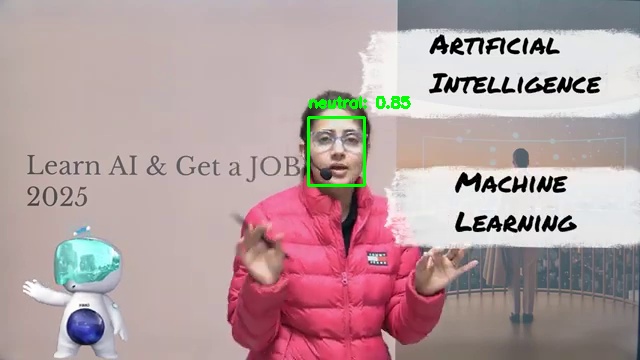 neutral: 0.85
Artificial
Intelligence
Learn AI & Get a JOB
2025
Machine
Learning